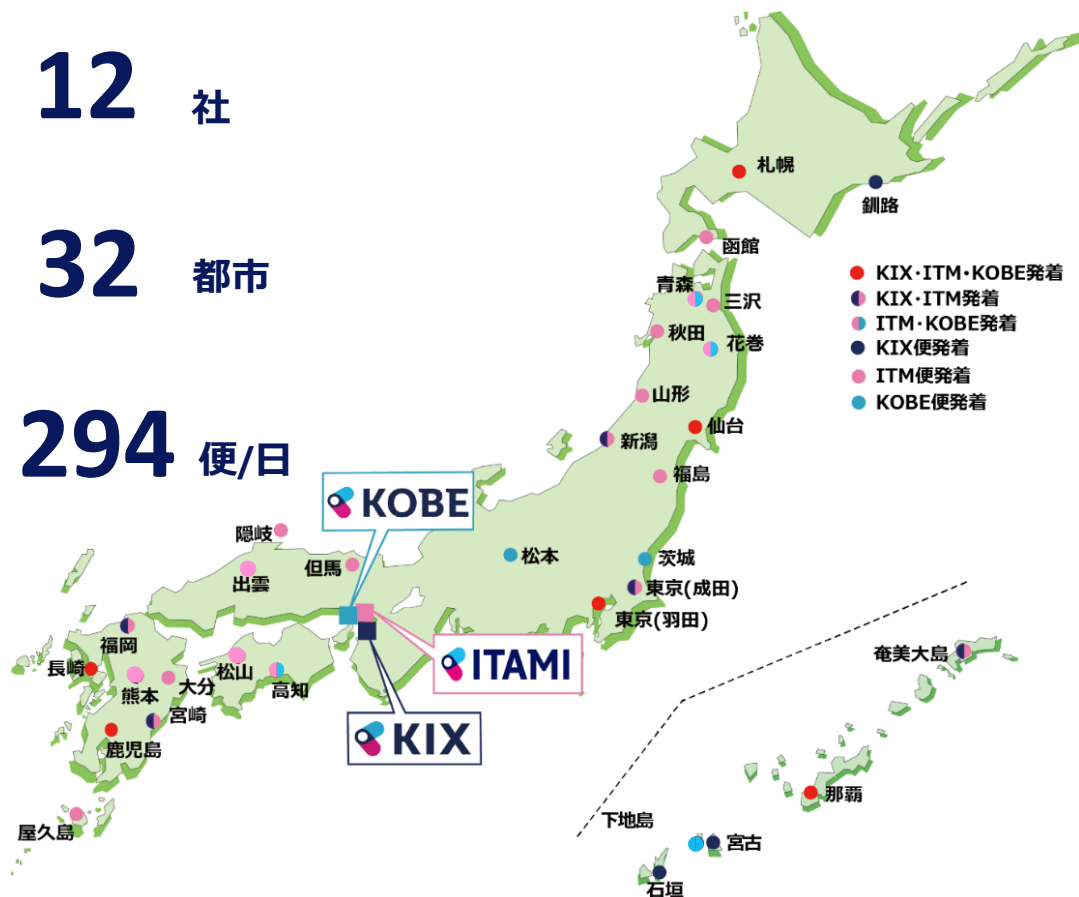 12 社
32 都市
294 便/日
札幌
釧路
函館
青森
三沢
秋田
花巻
山形
仙台
新潟
福島
KIX･ITM･KOBE発着
KIX･ITM発着
ITM･KOBE発着
KIX便発着
ITM便発着
KOBE便発着
KOBE
隠岐
但馬
出雲
松本
茨城
東京(成田)
東京(羽田)
福岡
長崎
熊本
大分
松山
高知
宮崎
鹿児島
屋久島
ITAMI
KIX
奄美大島
那覇
下地島
宮古
石垣